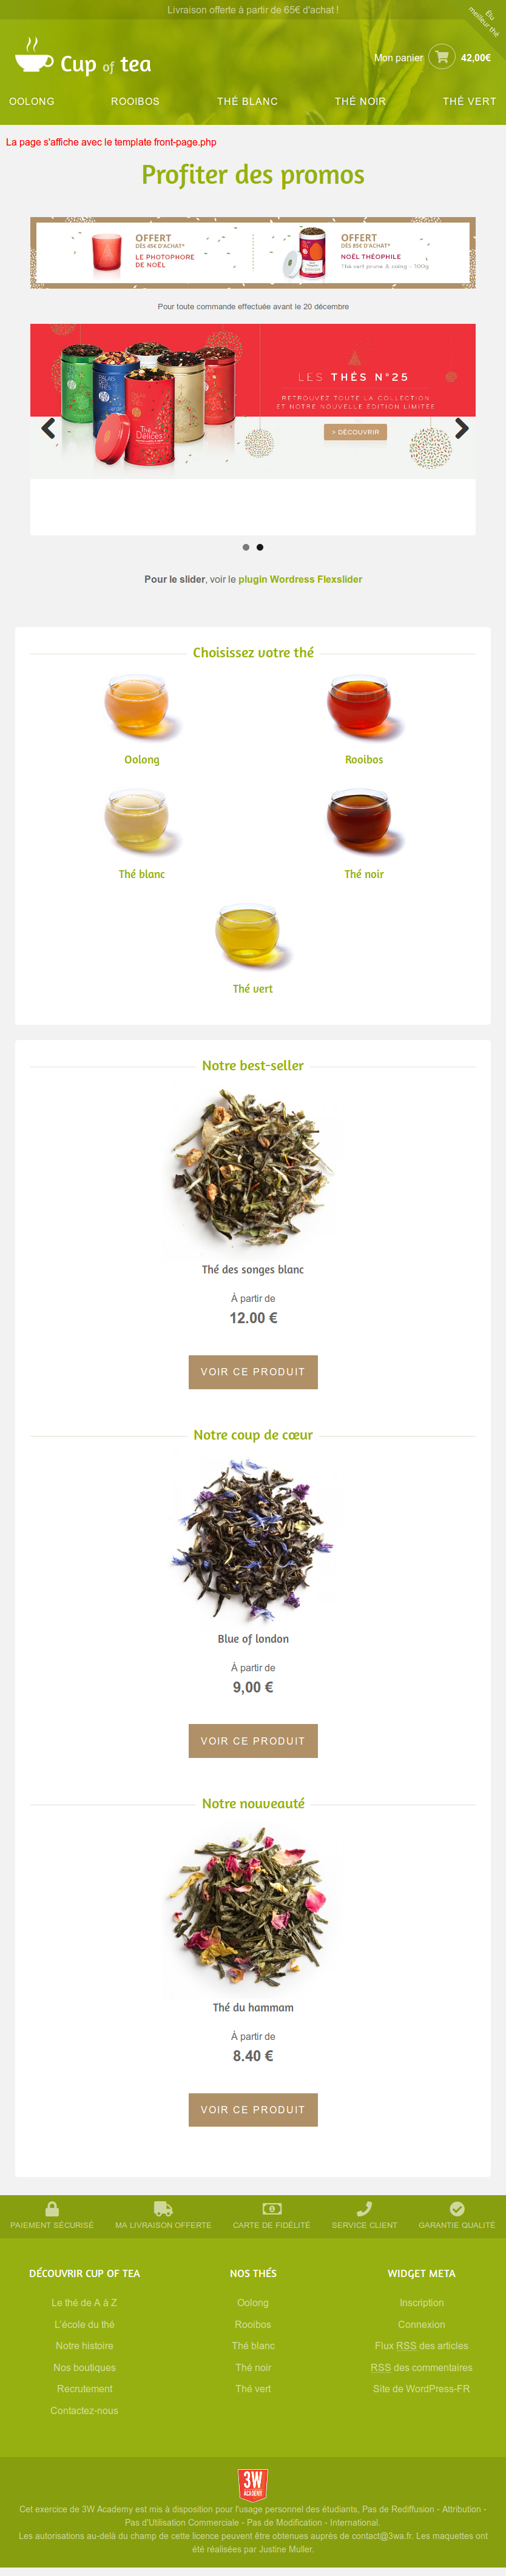 Livraison offerte à partir de 65€ d'achat !
Élu
meilleur thé
Cup of tea
Mon panier 42,00€
OOLONG ROOIBOS THÉ BLANC THÉ NOIR THÉ VERT
La page s'affiche avec le template front-page.php
Profiter des promos
OFFERT
DÈS 45€ D'ACHAT*
LE PHOTOPHORE
DE NOËL
OFFERT
DÈS 65€ D'ACHAT*
NOËL THÉOPHILE
Thé vert prune & coing - 100g
Pour toute commande effectuée avant le 20 décembre
PALAIS
DES THÉS
Thé des
Délices
LES THÉS N°25
RETROUVEZ TOUTE LA COLLECTION
ET NOTRE NOUVELLE ÉDITION LIMITÉE
> DÉCOUVRIR
Pour le slider, voir le plugin Wordress Flexslider
Choisissez votre thé
Oolong
Rooibos
Thé blanc
Thé noir
Thé vert
Notre best-seller
Thé des songes blanc
À partir de
12.00 €
VOIR CE PRODUIT
Notre coup de cœur
Blue of london
À partir de
9,00 €
VOIR CE PRODUIT
Notre nouveauté
Thé du hammam
À partir de
8.40 €
VOIR CE PRODUIT
PAIEMENT SÉCURISÉ MA LIVRAISON OFFERTE CARTE DE FIDÉLITÉ SERVICE CLIENT GARANTIE QUALITÉ
DÉCOUVRIR CUP OF TEA
Le thé de A à Z
L'école du thé
Notre histoire
Nos boutiques
Recrutement
Contactez-nous
NOS THÉS
Oolong
Rooibos
Thé blanc
Thé noir
Thé vert
WIDGET META
Inscription
Connexion
Flux RSS des articles
RSS des commentaires
Site de WordPress-FR
3W
ACADEMY
Cet exercice de 3W Academy est mis à disposition pour l'usage personnel des étudiants, Pas de Rediffusion - Attribution -
Pas d'Utilisation Commerciale - Pas de Modification - International.
Les autorisations au-delà du champ de cette licence peuvent être obtenues auprès de contact@3wa.fr. Les maquettes ont
été réalisées par Justine Muller.